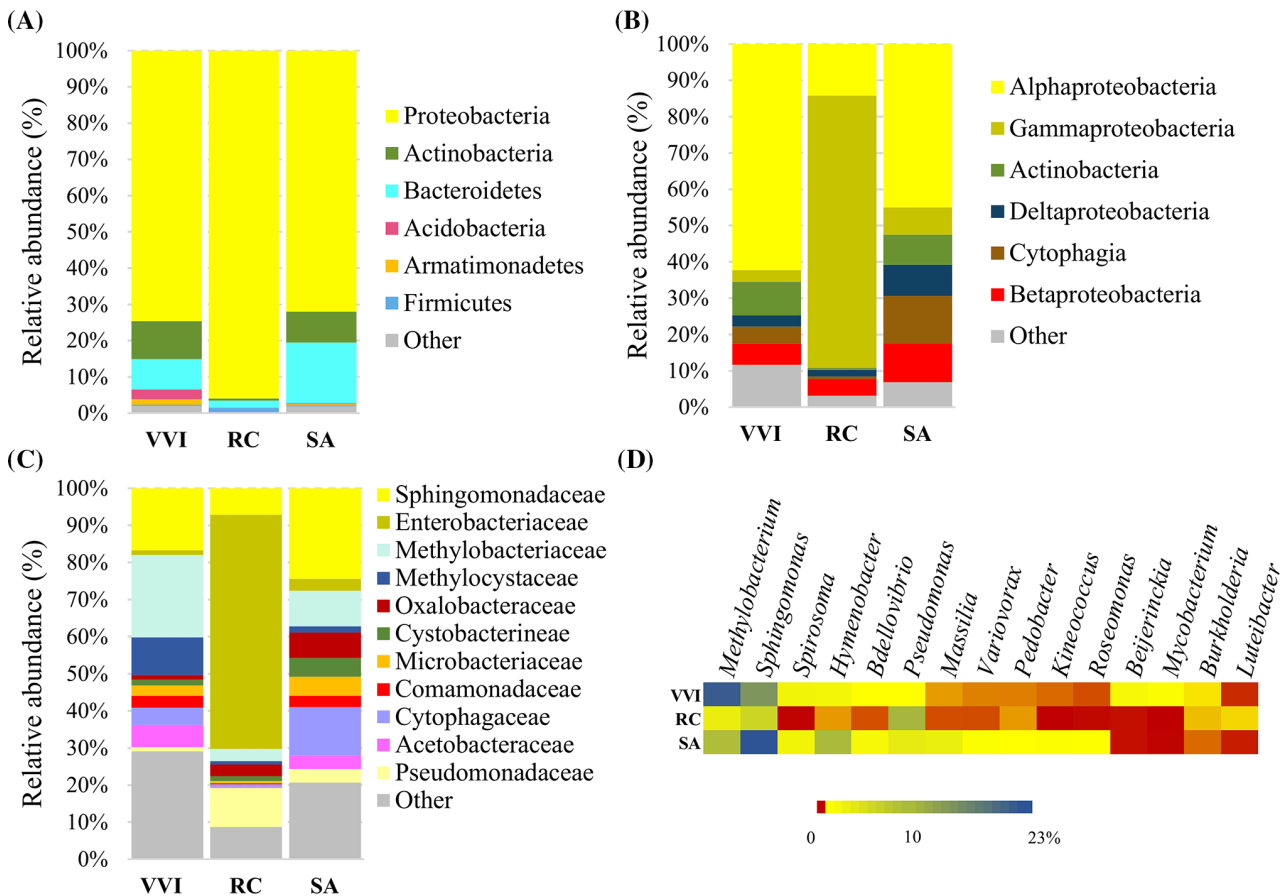 (A)
Relative abundance (%)
100%
90%
80%
70%
60%
50%
40%
30%
20%
10%
0%
VVI RC SA
Proteobacteria
Actinobacteria
Bacteroidetes
Acidobacteria
Armatimonadetes
Firmicutes
Other
(B)
Relative abundance (%)
100%
90%
80%
70%
60%
50%
40%
30%
20%
10%
0%
VVI RC SA
Alphaproteobacteria
Gammaproteobacteria
Actinobacteria
Deltaproteobacteria
Cytophagia
Betaproteobacteria
Other
(C)
Relative abundance (%)
100%
90%
80%
70%
60%
50%
40%
30%
20%
10%
0%
VVI RC SA
Sphingomonadaceae
Enterobacteriaceae
Methylobacteriaceae
Methylocystaceae
Oxalobacteraceae
Cystobacterineae
Microbacteriaceae
Comamonadaceae
Cytophagaceae
Acetobacteraceae
Pseudomonadaceae
Other
(D)
Methylobacterium
Sphingomonas
Spirosoma
Hymenobacter
Bdellovibrio
Pseudomonas
Massilia
Variovorax
Pedobacter
Kineococcus
Roseomonas
Beijerinckia
Mycobacterium
Burkholderia
Luteibacter
VVI
RC
SA
0 10 23%